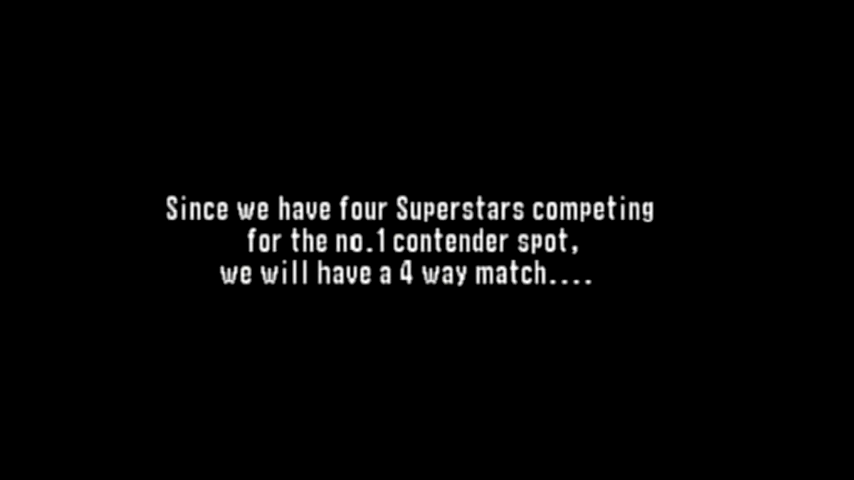 Since we have four Superstars competing
for the no.1 contender spot,
we will have a 4 way match....